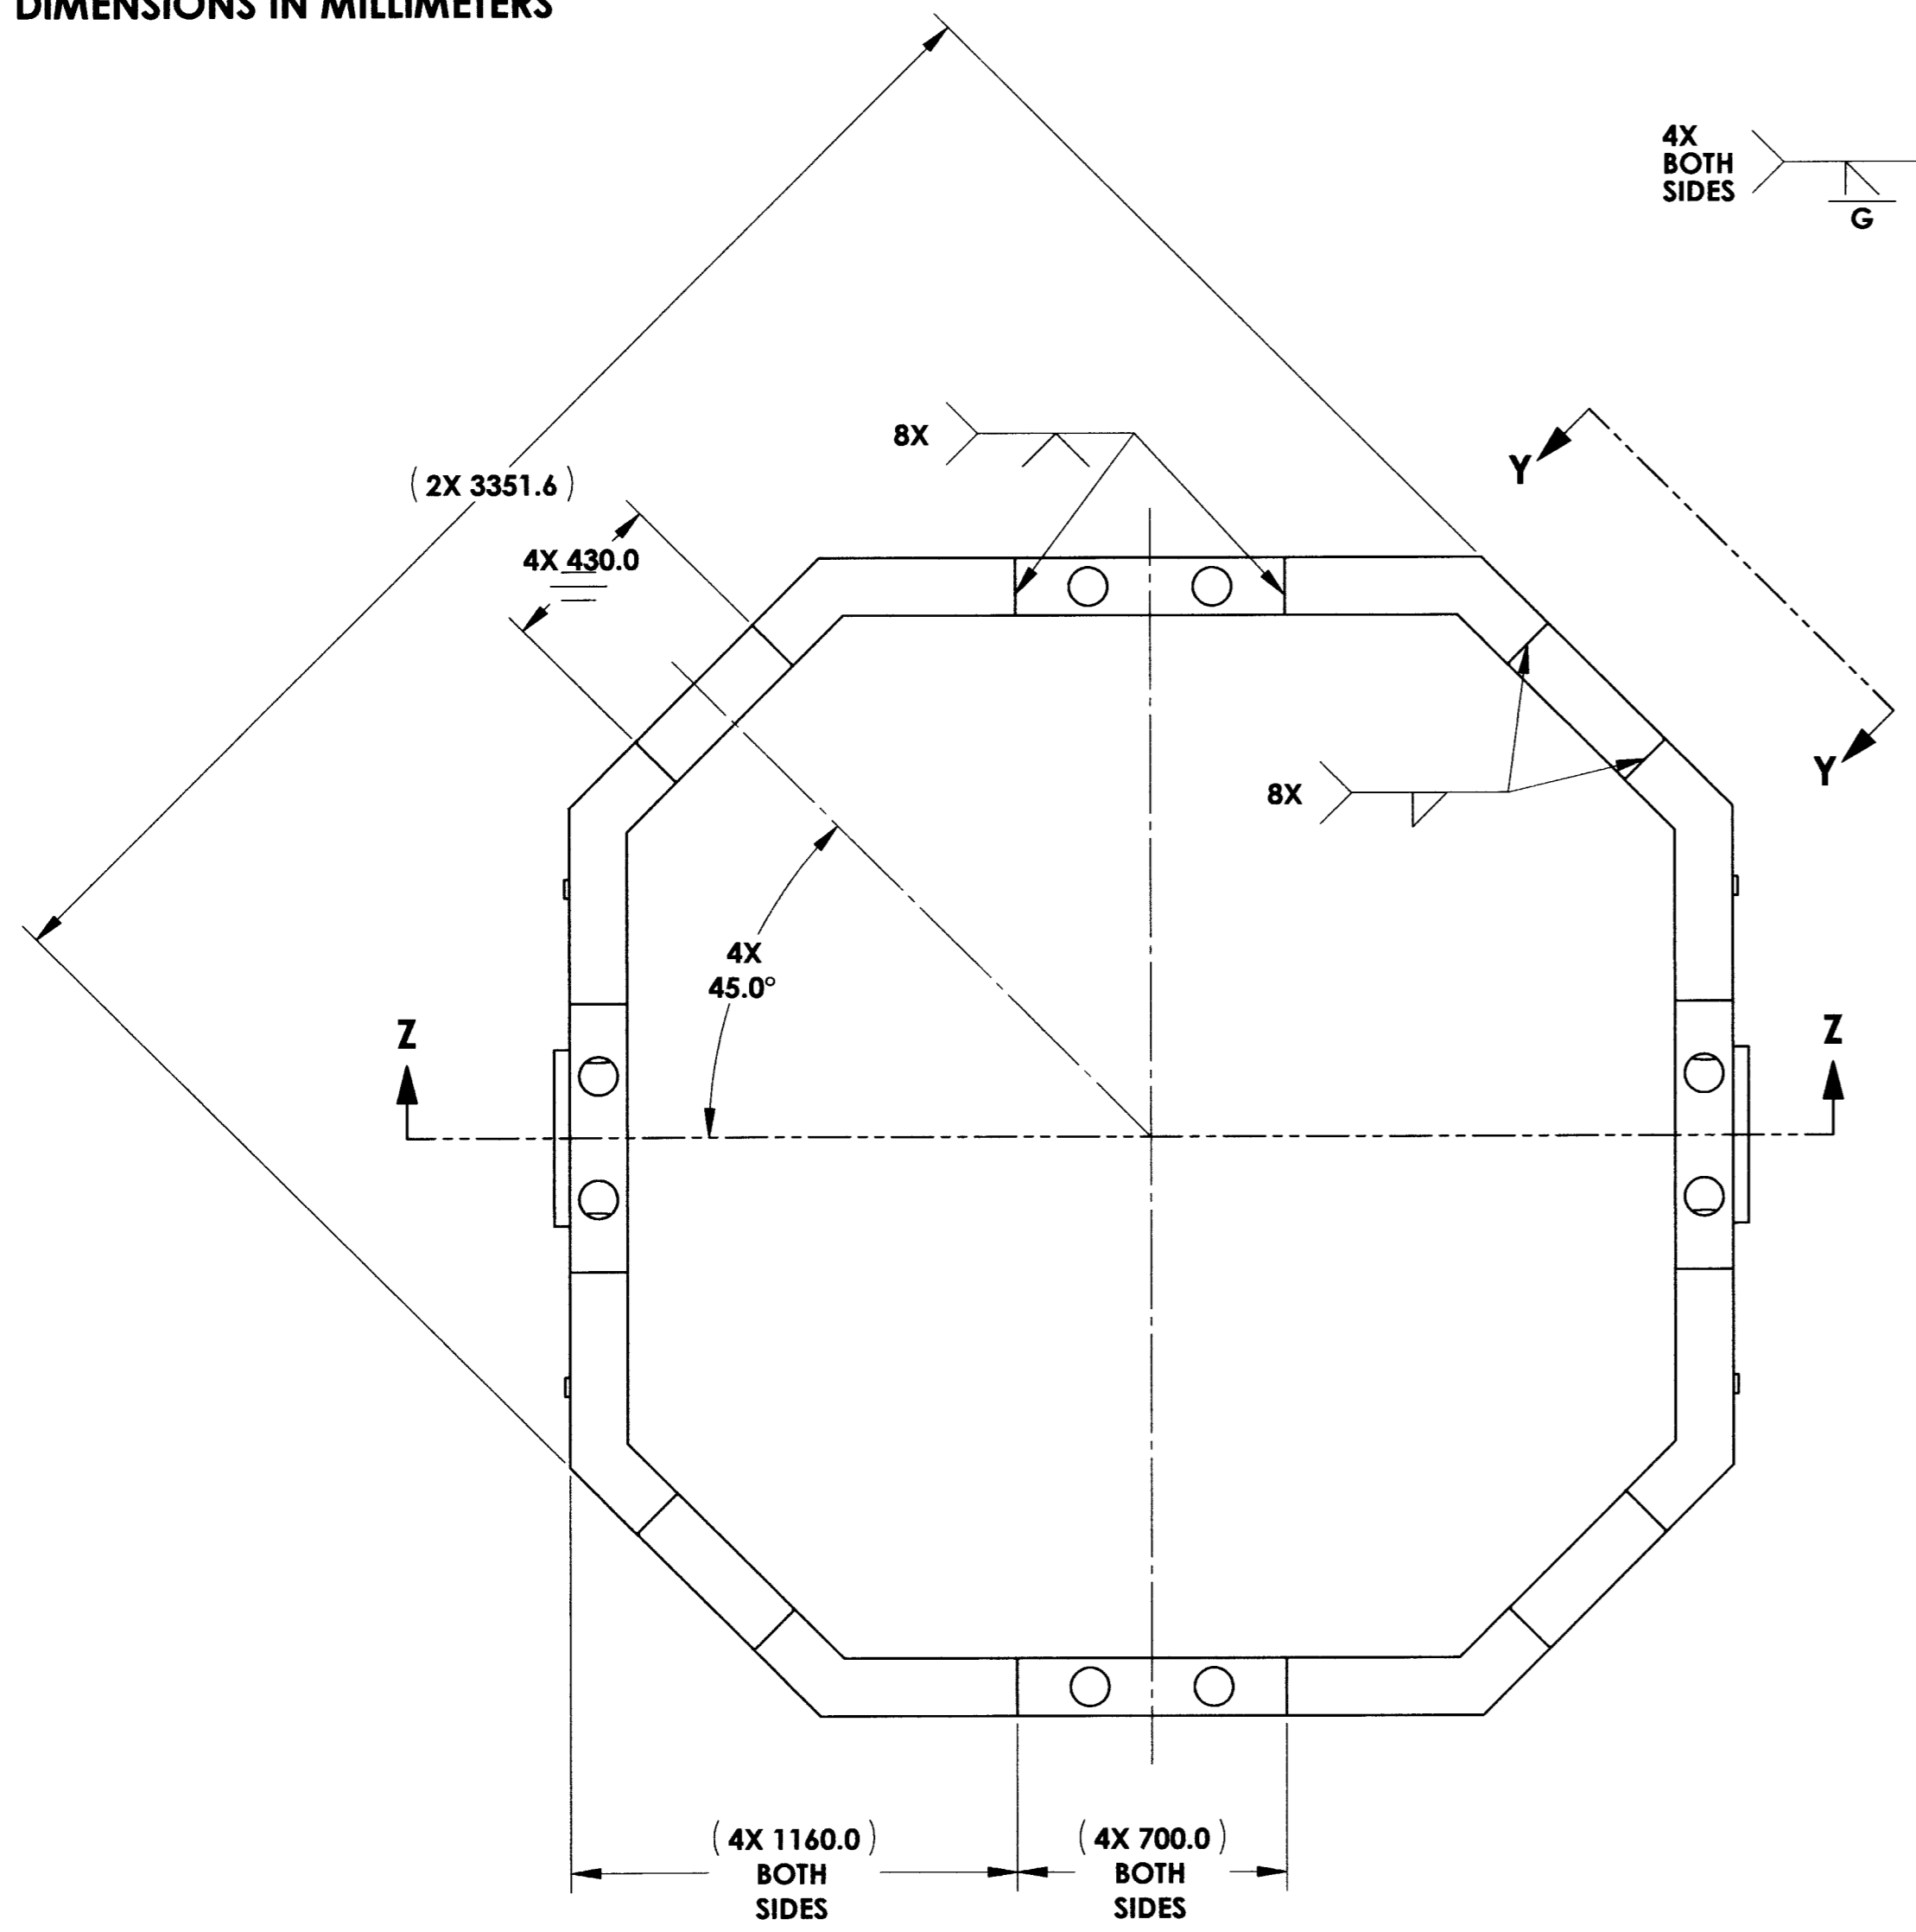 DIMENSIONS IN MILLIMETERS
4X
BOTH
SIDES
G
8X
Y
(2X 3351.6)
4X 430.0
Y
8X
4X
45.0°
Z
Z
(4X 1160.0)
BOTH
SIDES
(4X 700.0)
BOTH
SIDES